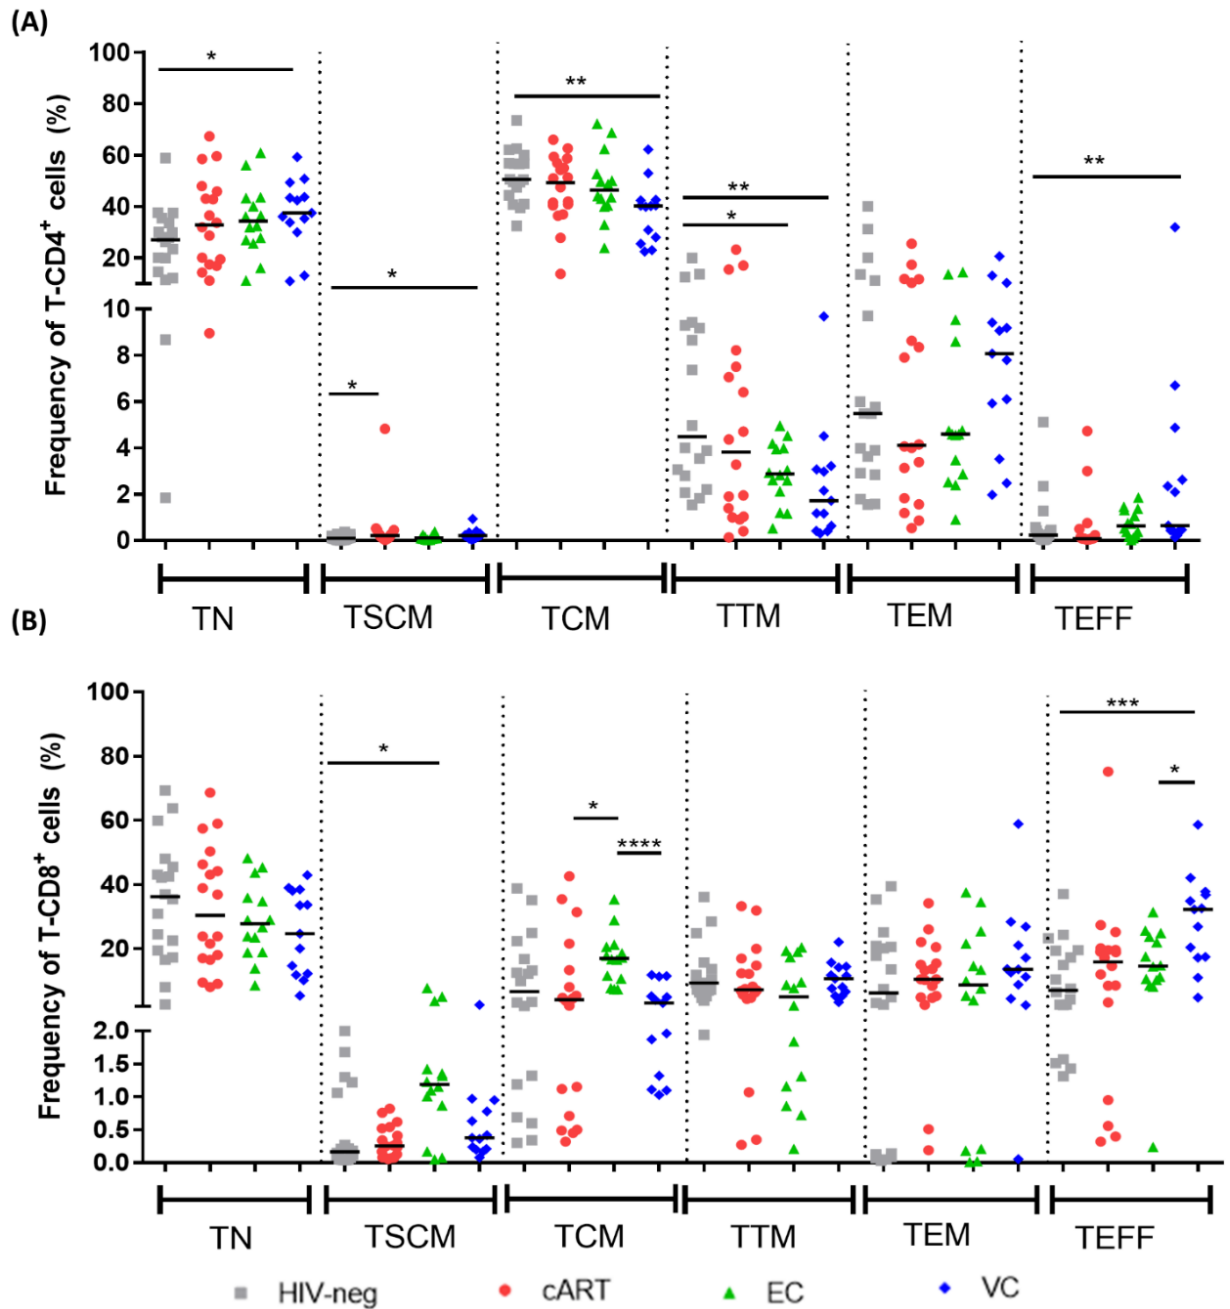 (A)
Frequency of T-CD4+ cells (%)
100
80
60
40
20
10
8
6
4
2
0
*
*
*
**
**
*
**
TN
TSCM
TCM
TTM
TEM
TEFF
(B)
Frequency of T-CD8+ cells (%)
100
80
60
40
20
2.0
1.5
1.0
0.5
0.0
*
*
****
***
*
TN
TSCM
TCM
TTM
TEM
TEFF
HIV-neg
cART
EC
VC